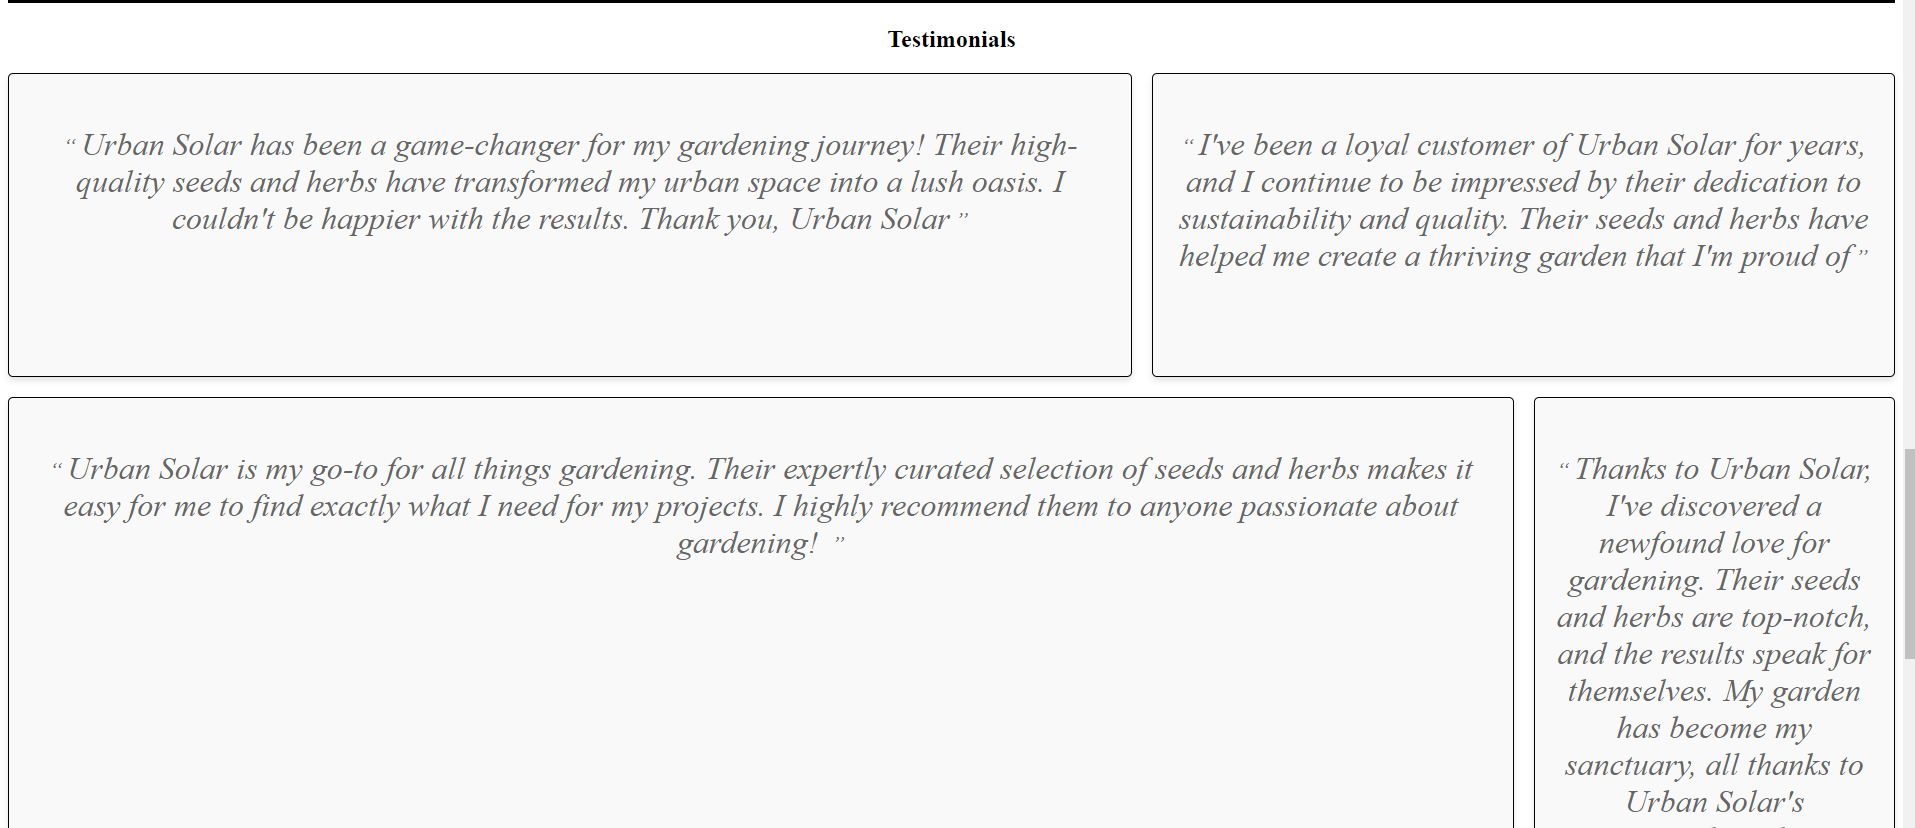 Testimonials
“ Urban Solar has been a game-changer for my gardening journey! Their high-
quality seeds and herbs have transformed my urban space into a lush oasis. I
couldn't be happier with the results. Thank you, Urban Solar ”
“ I've been a loyal customer of Urban Solar for years,
and I continue to be impressed by their dedication to
sustainability and quality. Their seeds and herbs have
helped me create a thriving garden that I'm proud of ”
“ Urban Solar is my go-to for all things gardening. Their expertly curated selection of seeds and herbs makes it
easy for me to find exactly what I need for my projects. I highly recommend them to anyone passionate about
gardening! ”
“ Thanks to Urban Solar,
I've discovered a
newfound love for
gardening. Their seeds
and herbs are top-notch,
and the results speak for
themselves. My garden
has become my
sanctuary, all thanks to
Urban Solar's